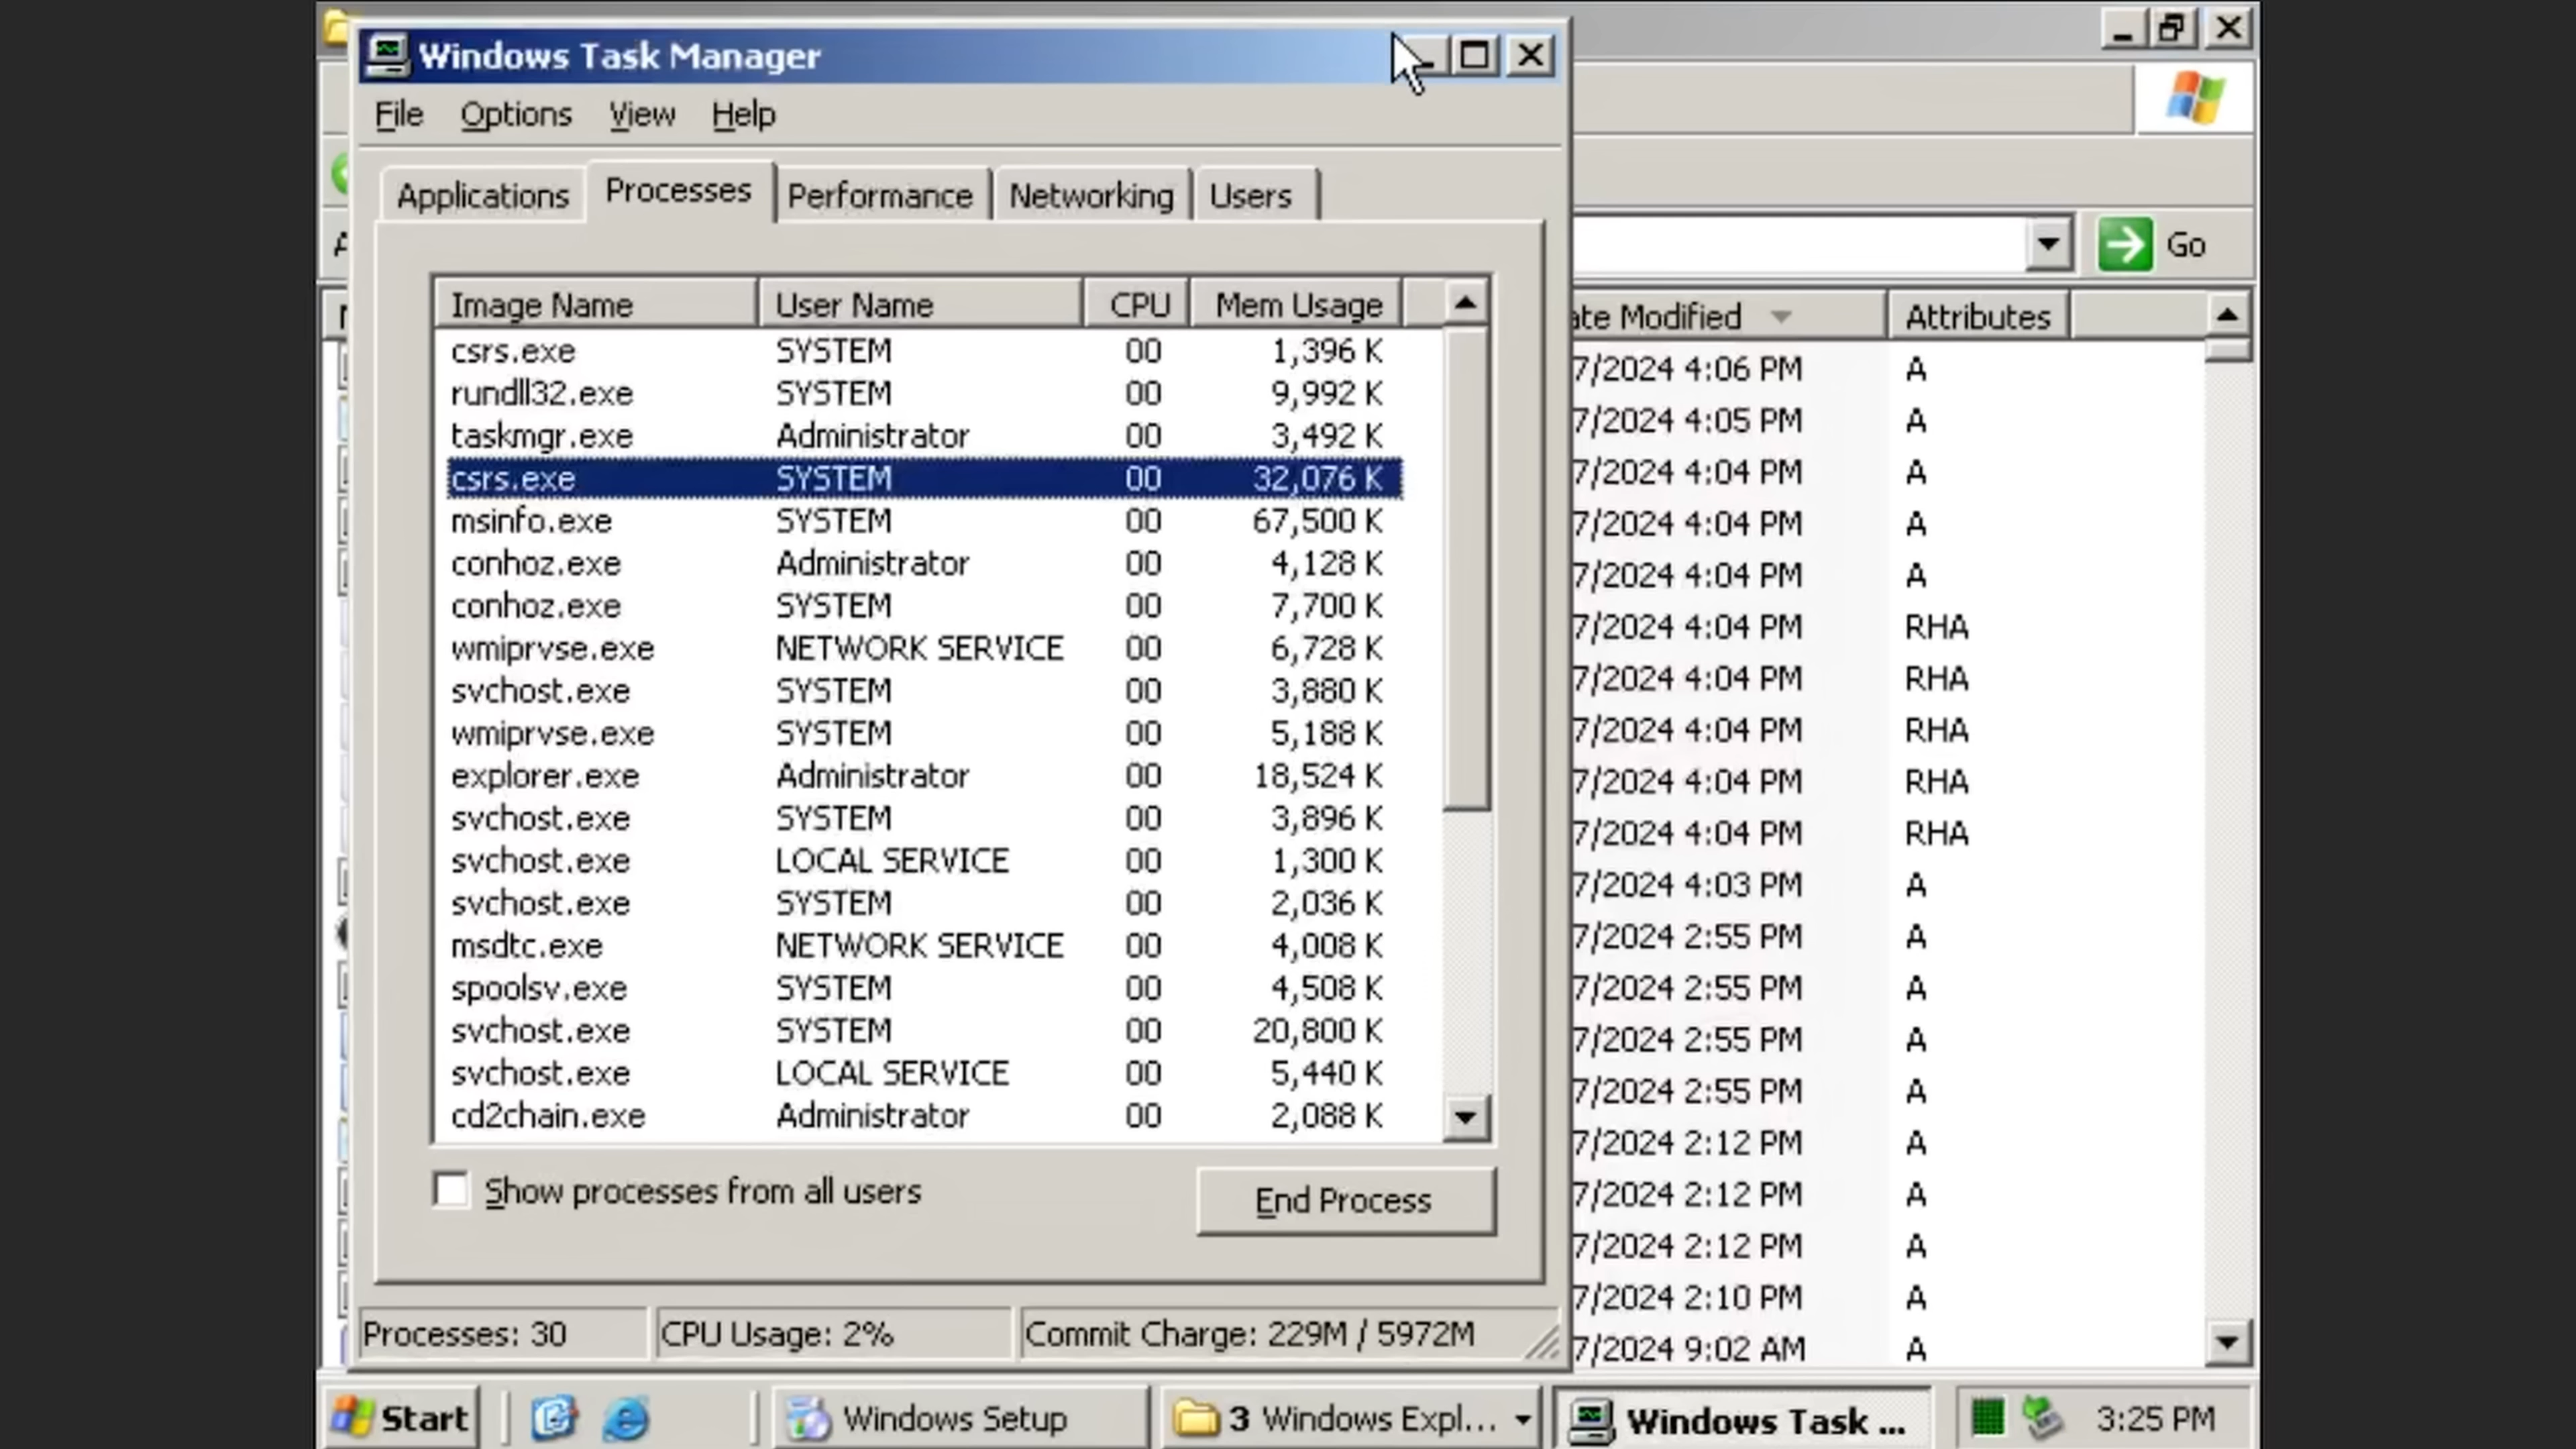 Windows Task Manager
File Options View Help
Applications Processes Performance Networking Users
Go
Image Name User Name CPU Mem Usage
csrs.exe SYSTEM 00 1,396 K
rundll32.exe SYSTEM 00 9,992 K
taskmgr.exe Administrator 00 3,492 K
csrs.exe SYSTEM 00 32,076 K
msinfo.exe SYSTEM 00 67,500 K
conhoz.exe Administrator 00 4,128 K
conhoz.exe SYSTEM 00 7,700 K
wmiprvse.exe NETWORK SERVICE 00 6,728 K
svchost.exe SYSTEM 00 3,880 K
wmiprvse.exe SYSTEM 00 5,188 K
explorer.exe Administrator 00 18,524 K
svchost.exe SYSTEM 00 3,896 K
svchost.exe LOCAL SERVICE 00 1,300 K
svchost.exe SYSTEM 00 2,036 K
msdtc.exe NETWORK SERVICE 00 4,008 K
spoolsv.exe SYSTEM 00 4,508 K
svchost.exe SYSTEM 00 20,800 K
svchost.exe LOCAL SERVICE 00 5,440 K
cd2chain.exe Administrator 00 2,088 K
Show processes from all users
End Process
Processes: 30 CPU Usage: 2% Commit Charge: 229M / 5972M
ate Modified Attributes
7/2024 4:06 PM A
7/2024 4:05 PM A
7/2024 4:04 PM A
7/2024 4:04 PM A
7/2024 4:04 PM A
7/2024 4:04 PM RHA
7/2024 4:04 PM RHA
7/2024 4:04 PM RHA
7/2024 4:04 PM RHA
7/2024 4:04 PM RHA
7/2024 4:03 PM A
7/2024 2:55 PM A
7/2024 2:55 PM A
7/2024 2:55 PM A
7/2024 2:55 PM A
7/2024 2:12 PM A
7/2024 2:12 PM A
7/2024 2:12 PM A
7/2024 2:10 PM A
7/2024 9:02 AM A
Start Windows Setup 3 Windows Expl... Windows Task ... 3:25 PM